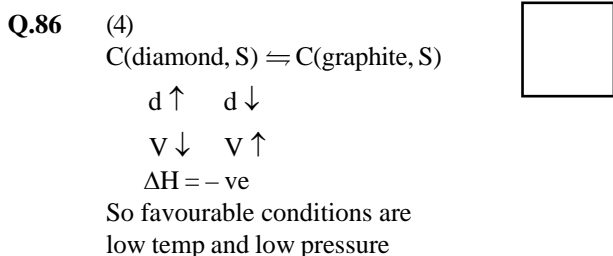 Q.86 (4)
C(diamond, S) ⇋ C(graphite, S)
d ↑ d ↓
V ↓ V ↑
ΔH = – ve
So favourable conditions are
low temp and low pressure